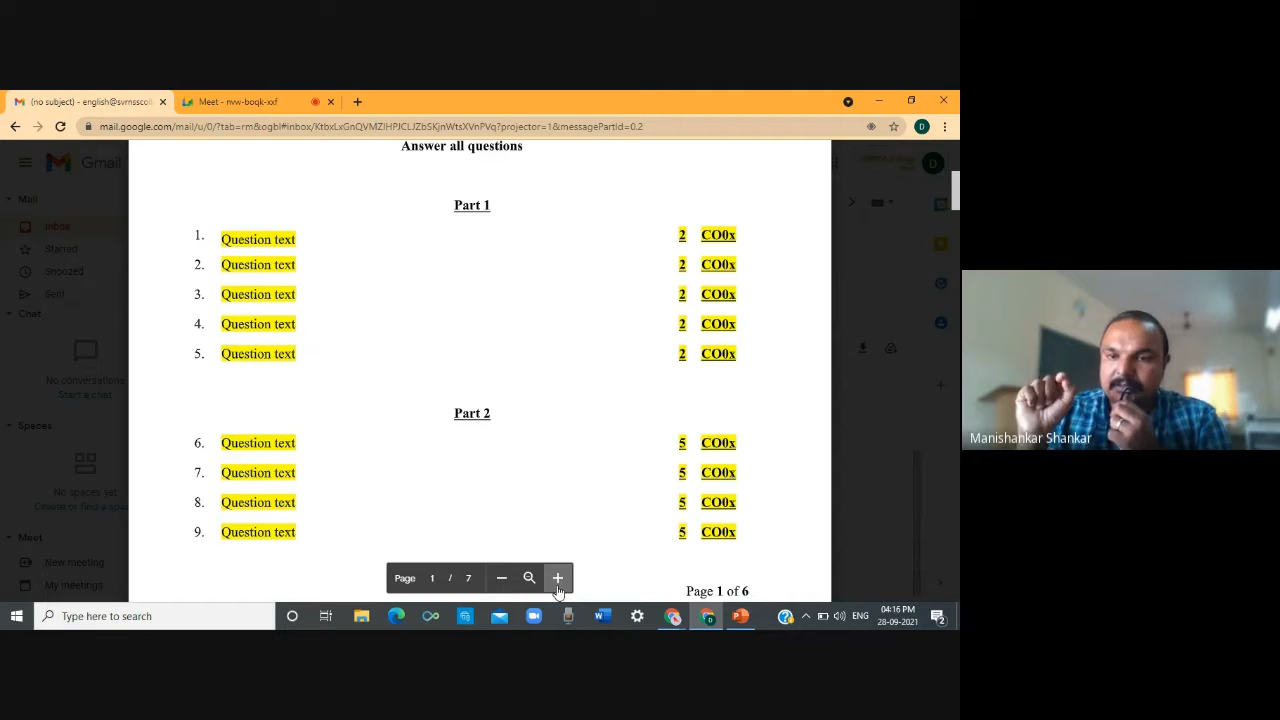 (no subject) - english@svrnsscoll
Meet - nvw-boqk-xxf
mail.google.com/mail/u/0/?tab=rm&ogbl#inbox/KtbxLxGnQVMZlHPJCLJZbSKjnWtsXVnPVq?projector=1&messagePartId=0.2
D
Gmail
D
Mail
Inbox
Starred
Snoozed
Sent
Chat
No conversations
Start a chat
Spaces
No spaces yet
Create or find a spa
Meet
New meeting
My meetings
Answer all questions
Part 1
1. Question text 2 CO0x
2. Question text 2 CO0x
3. Question text 2 CO0x
4. Question text 2 CO0x
5. Question text 2 CO0x
Part 2
6. Question text 5 CO0x
7. Question text 5 CO0x
8. Question text 5 CO0x
9. Question text 5 CO0x
Page 1 / 7
Page 1 of 6
Manishankar Shankar
Type here to search
ENG
04:16 PM
28-09-2021
2